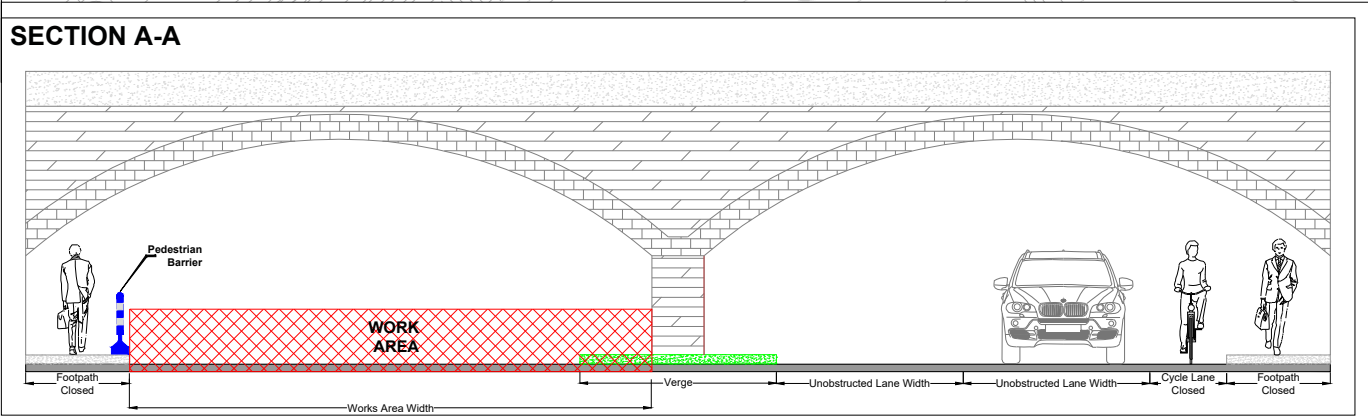 SECTION A-A
Pedestrian
Barrier
WORK
AREA
Footpath
Closed
Verge
Unobstructed Lane Width
Unobstructed Lane Width
Cycle Lane
Closed
Footpath
Closed
Works Area Width